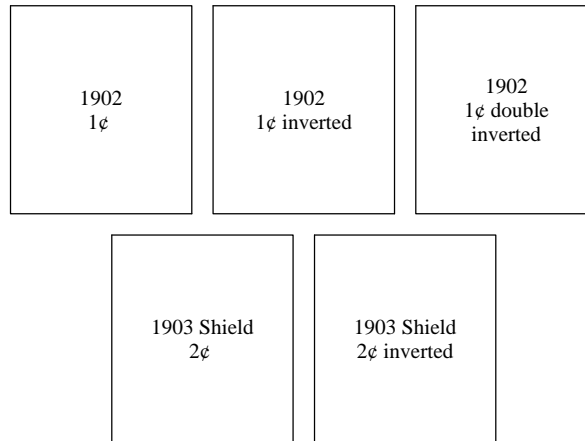 1902
1¢
1902
1¢ inverted
1902
1¢ double
inverted
1903 Shield
2¢
1903 Shield
2¢ inverted